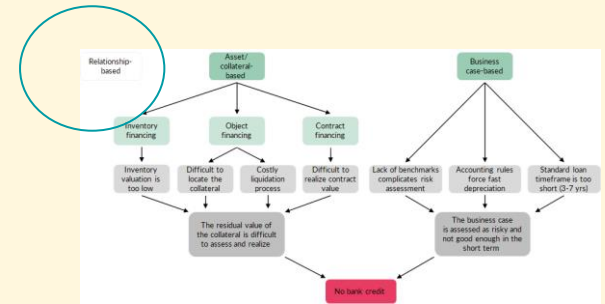 Relationship-
based
Asset/
collateral-
based
Business
case-based
Inventory
financing
Object
financing
Contract
financing
Inventory
valuation is
too low
Difficult to
locate the
collateral
Costly
liquidation
process
Difficult to
realize contract
value
Lack of benchmarks
complicates risk
assessment
Accounting rules
force fast
depreciation
Standard loan
timeframe is too
short (3-7 yrs)
The residual value of
the collateral is difficult
to assess and realize
The business case
is assessed as risky and
not good enough in the
short term
No bank credit